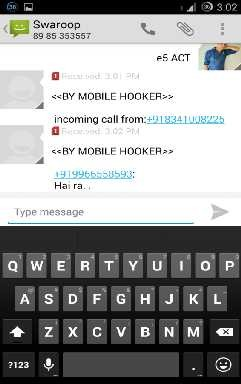 3.02
Swaroop
89 85 353557
e5 ACT
Received: 3.01 PM
<<BY MOBILE HOOKER>>
incoming call from:+918341008226
Received: 3.02 PM
<<BY MOBILE HOOKER>>
+919966558593:
Hai ra...
Type message
Q W E R T Y U I O P
A S D F G H J K L
Z X C V B N M
?123 .